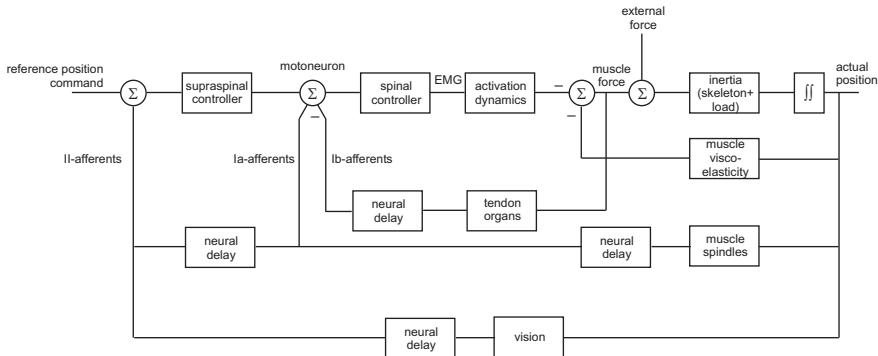 external
force
reference position
command
Σ
supraspinal
controller
motoneuron
Σ
–
spinal
controller
EMG
activation
dynamics
–
Σ
–
muscle
force
Σ
inertia
(skeleton+
load)
∫∫
actual
position
muscle
visco-
elasticity
II-afferents
Ia-afferents
Ib-afferents
neural
delay
tendon
organs
neural
delay
neural
delay
muscle
spindles
neural
delay
vision